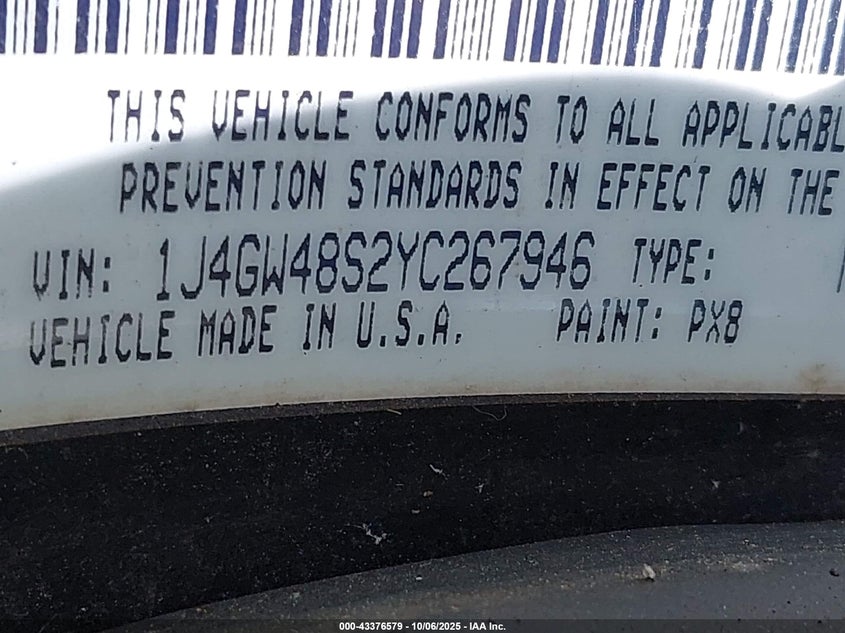 THIS VEHICLE CONFORMS TO ALL APPLICABL
PREVENTION STANDARDS IN EFFECT ON THE
VIN: 1J4GW48S2YC267946 TYPE:
VEHICLE MADE IN U.S.A. PAINT: PX8
000-43376579 - 10/06/2025 - IAA Inc.